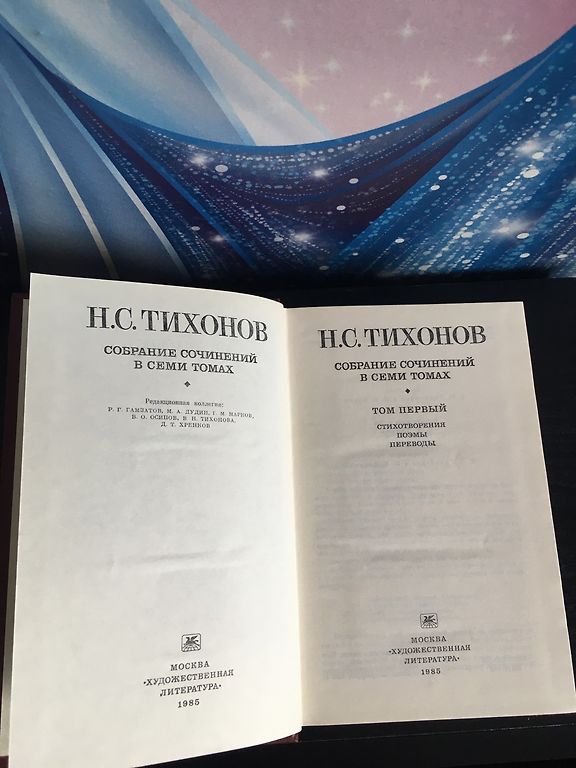 Н.С. ТИХОНОВ
СОБРАНИЕ СОЧИНЕНИЙ
В СЕМИ ТОМАХ
Редакционная коллегия:
Р. Г. ГАМЗАТОВ, М. А. ДУДИН, Г. М. МАРКОВ,
В. О. ОСИПОВ, В. Н. ТИХОНОВА,
Д. Т. ХРЕНКОВ
МОСКВА
«ХУДОЖЕСТВЕННАЯ
ЛИТЕРАТУРА»
1985
Н.С. ТИХОНОВ
СОБРАНИЕ СОЧИНЕНИЙ
В СЕМИ ТОМАХ
ТОМ ПЕРВЫЙ
СТИХОТВОРЕНИЯ
ПОЭМЫ
ПЕРЕВОДЫ
МОСКВА
«ХУДОЖЕСТВЕННАЯ
ЛИТЕРАТУРА»
1985